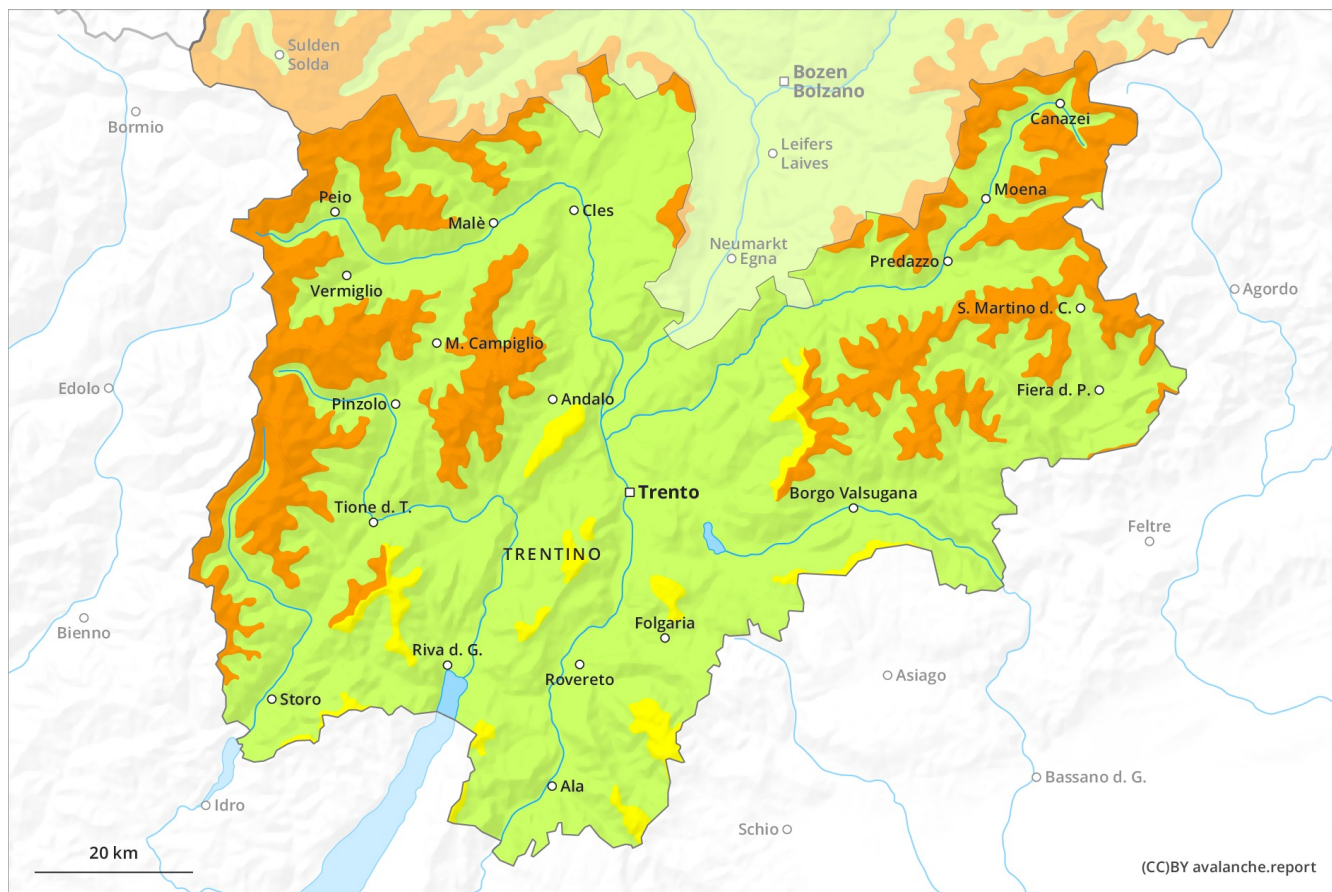 Sulden
Solda
Bozen
Bolzano
Bormio
Canazei
Leifers
Laives
Moena
Peio
Malè
Cles
Neumarkt
Egna
Predazzo
Vermiglio
Agordo
S. Martino d. C.
M. Campiglio
Edolo
Fiera d. P.
Pinzolo
Andalo
Trento
Borgo Valsugana
Tione d. T.
Feltre
TRENTINO
Bienno
Folgaria
Riva d. G.
Rovereto
Asiago
Storo
Bassano d. G.
Ala
Idro
Schio
20 km
(CC)BY avalanche.report